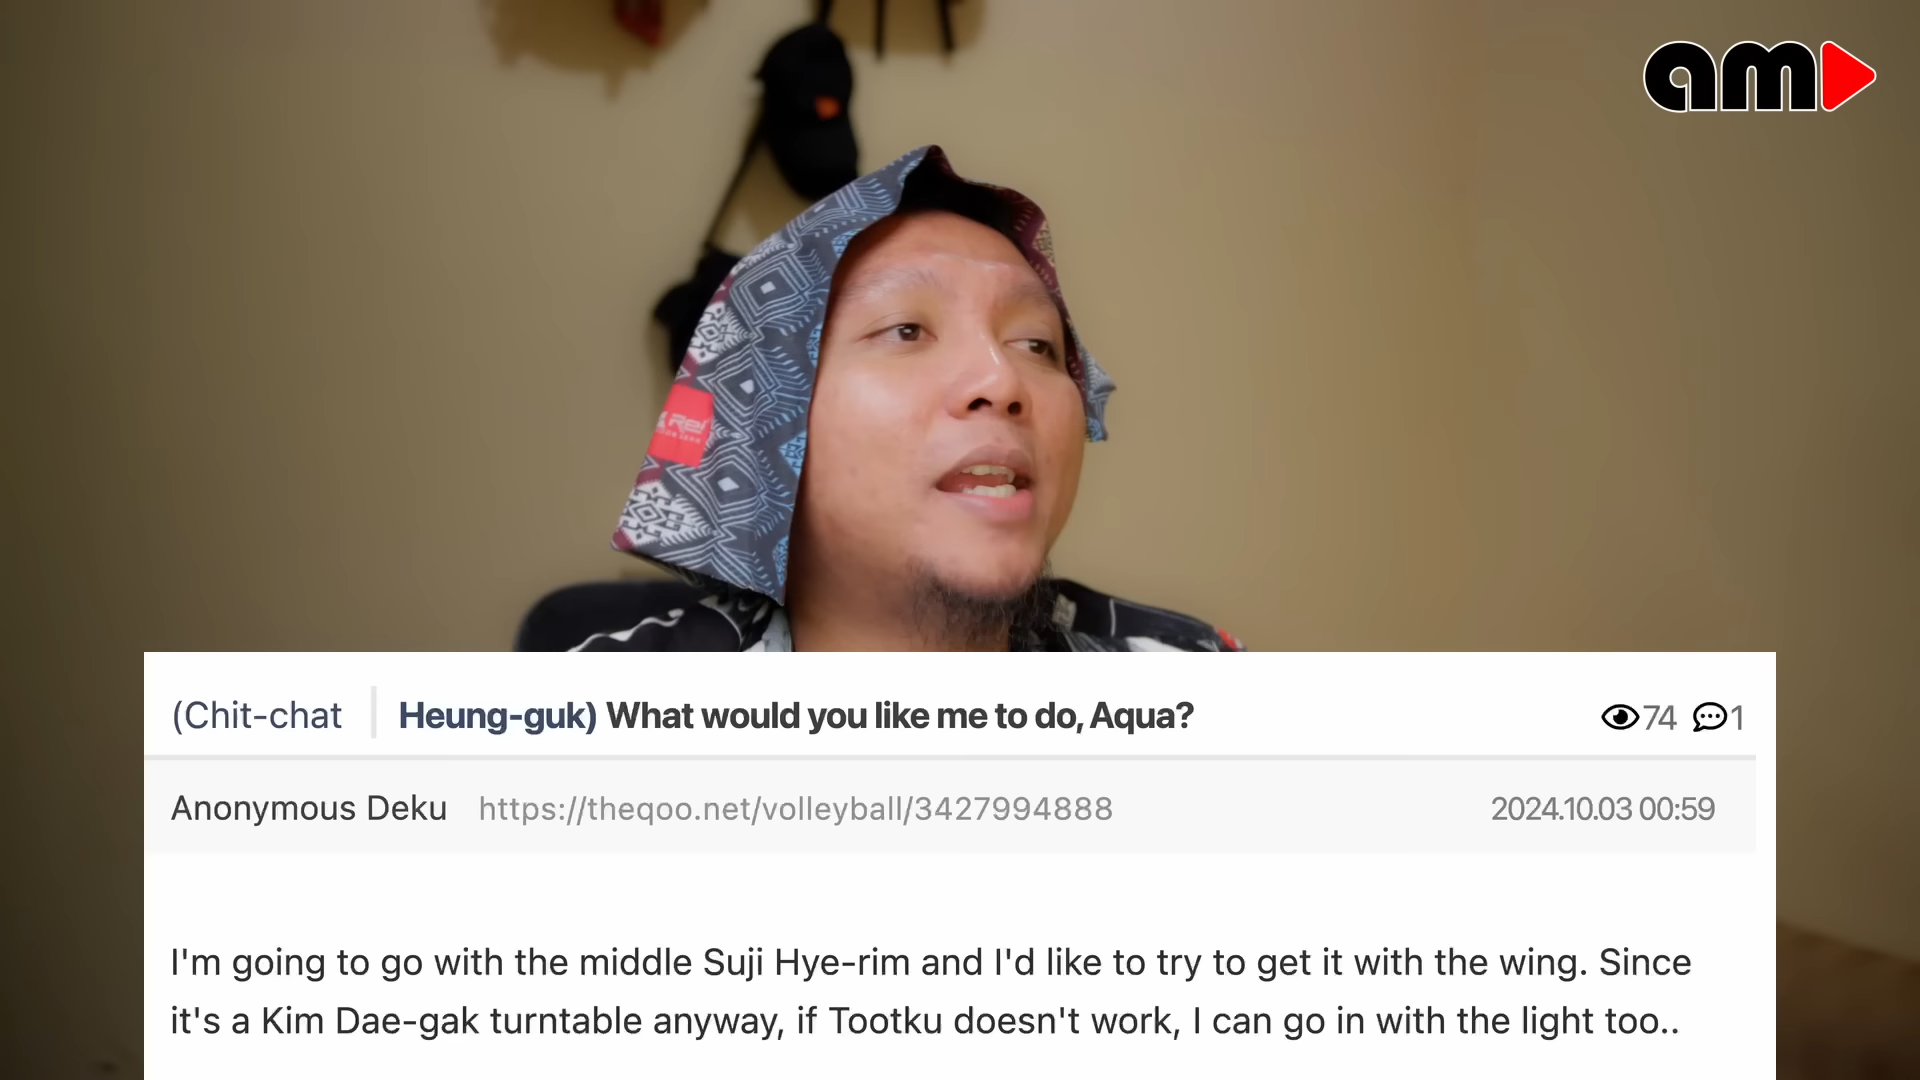 am
Rei
(Chit-chat Heung-guk) What would you like me to do, Aqua? 74 1
Anonymous Deku https://theqoo.net/volleyball/3427994888 2024.10.03 00:59
I'm going to go with the middle Suji Hye-rim and I'd like to try to get it with the wing. Since
it's a Kim Dae-gak turntable anyway, if Tootku doesn't work, I can go in with the light too..